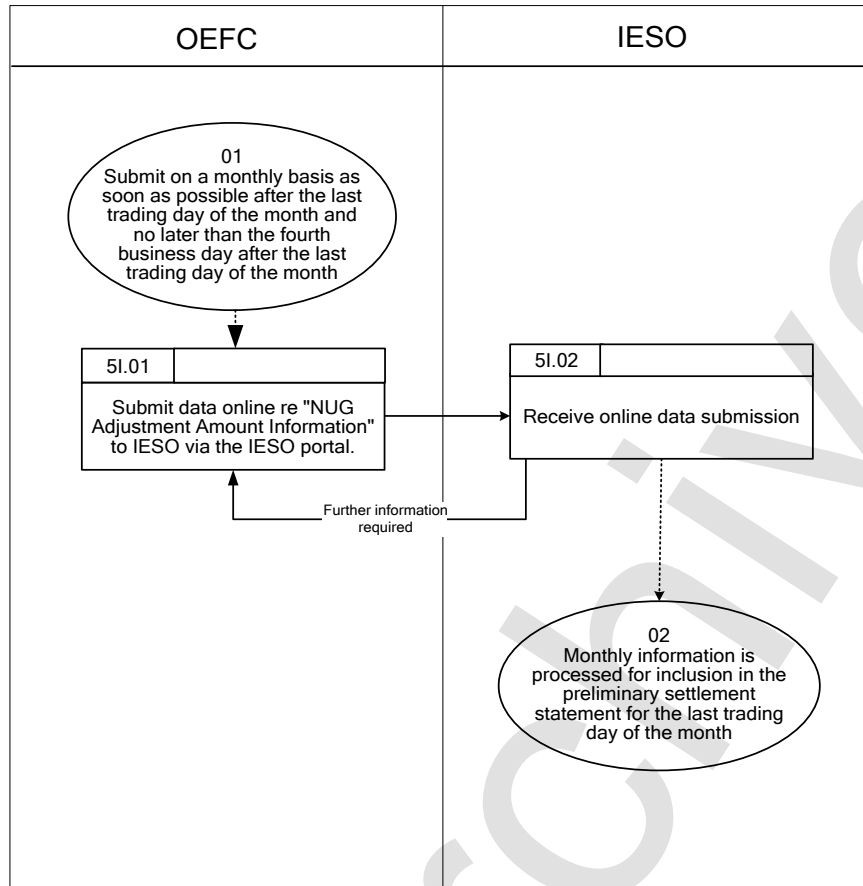 OEFC
IESO
01
Submit on a monthly basis as
soon as possible after the last
trading day of the month and
no later than the fourth
business day after the last
trading day of the month
5I.01
Submit data online re "NUG
Adjustment Amount Information"
to IESO via the IESO portal.
5I.02
Receive online data submission
Further information
required
02
Monthly information is
processed for inclusion in the
preliminary settlement
statement for the last trading
day of the month